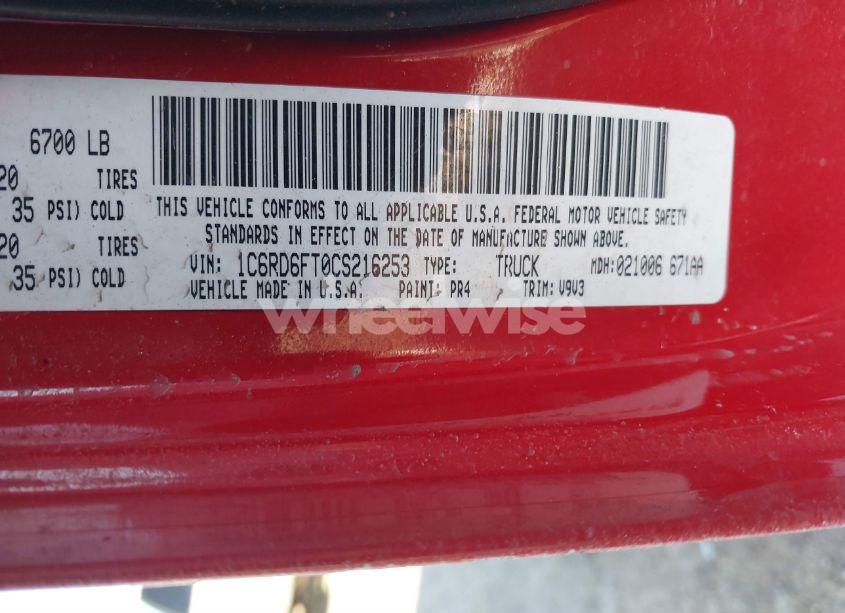 6700 LB
20 TIRES
35 PSI) COLD
20 TIRES
35 PSI) COLD
THIS VEHICLE CONFORMS TO ALL APPLICABLE U.S.A. FEDERAL MOTOR VEHICLE SAFETY
STANDARDS IN EFFECT ON THE DATE OF MANUFACTURE SHOWN ABOVE.
VIN: 1C6RD6FT0CS216253 TYPE: TRUCK MDH:021006 671AA
VEHICLE MADE IN U.S.A. PAINT: PR4 TRIM: V9V3
wheelwise